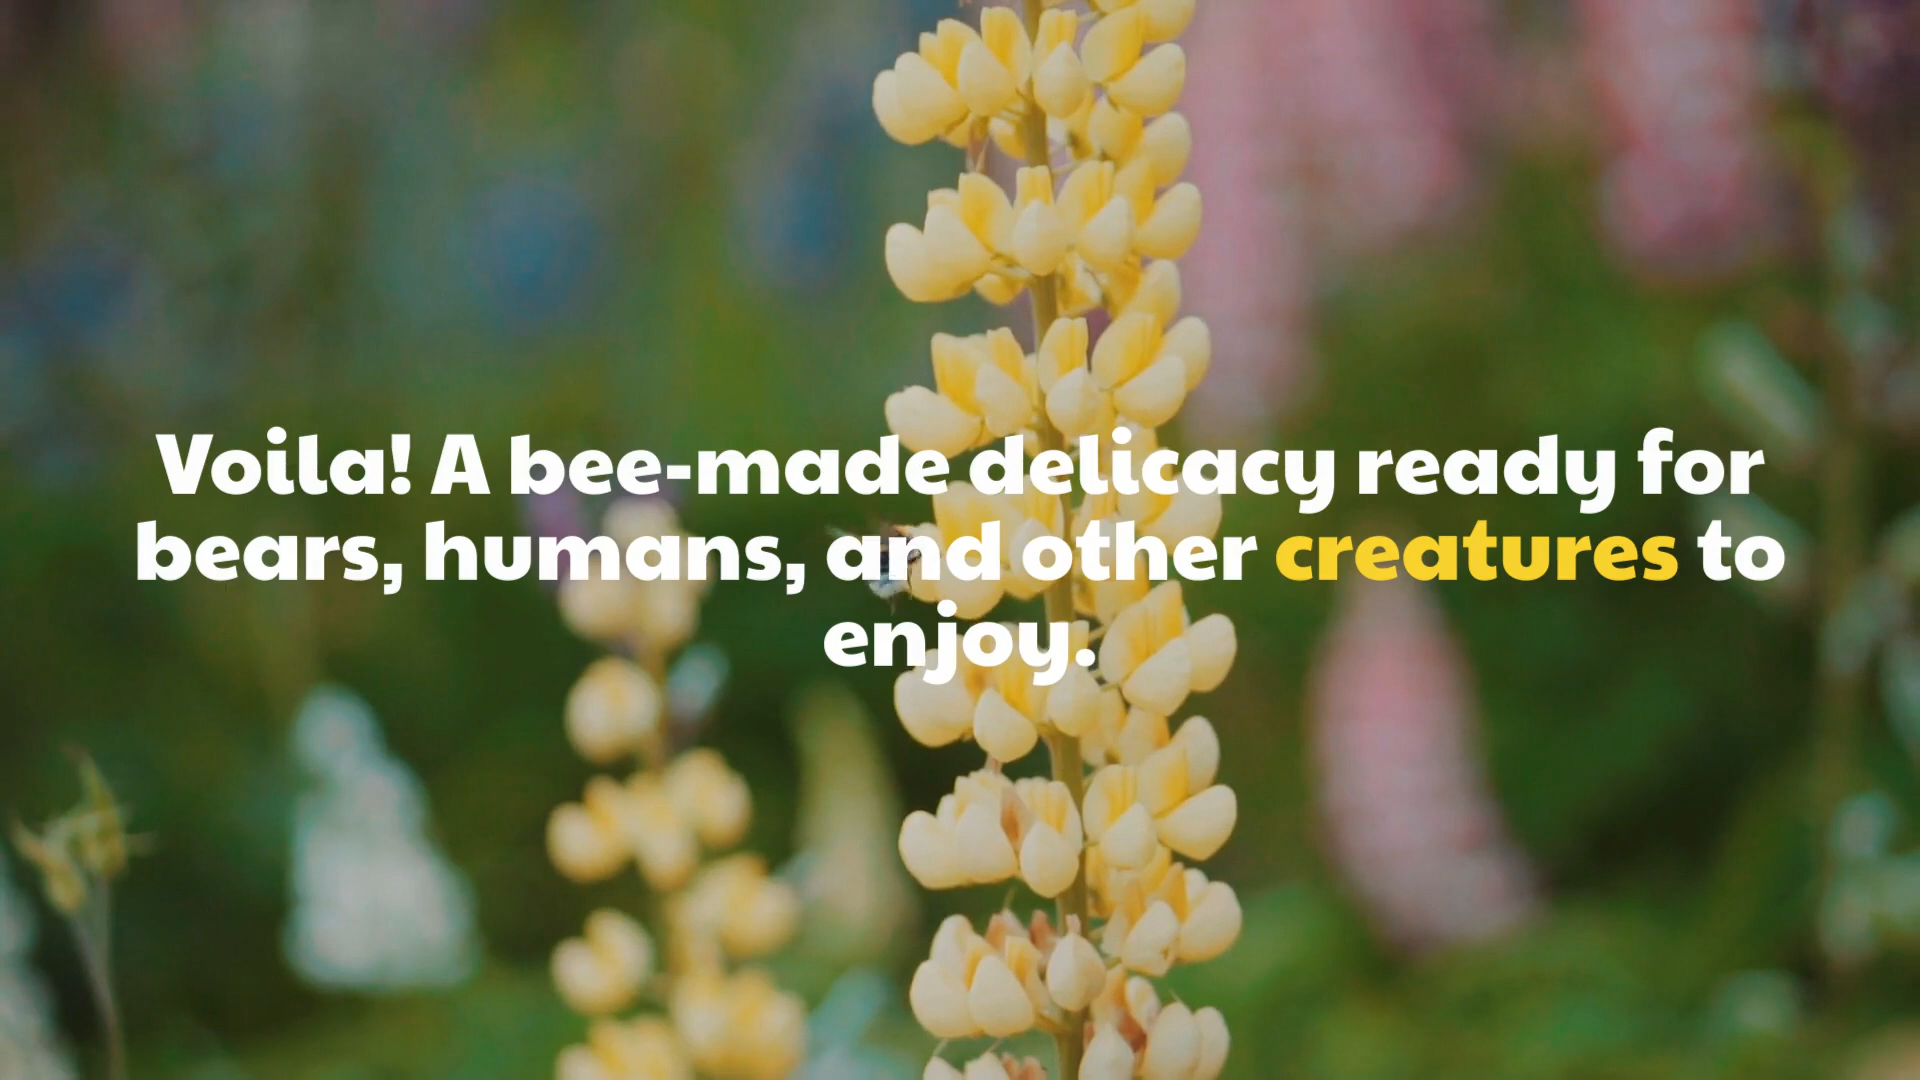 Voila! A bee-made delicacy ready for
bears, humans, and other creatures to
enjoy.